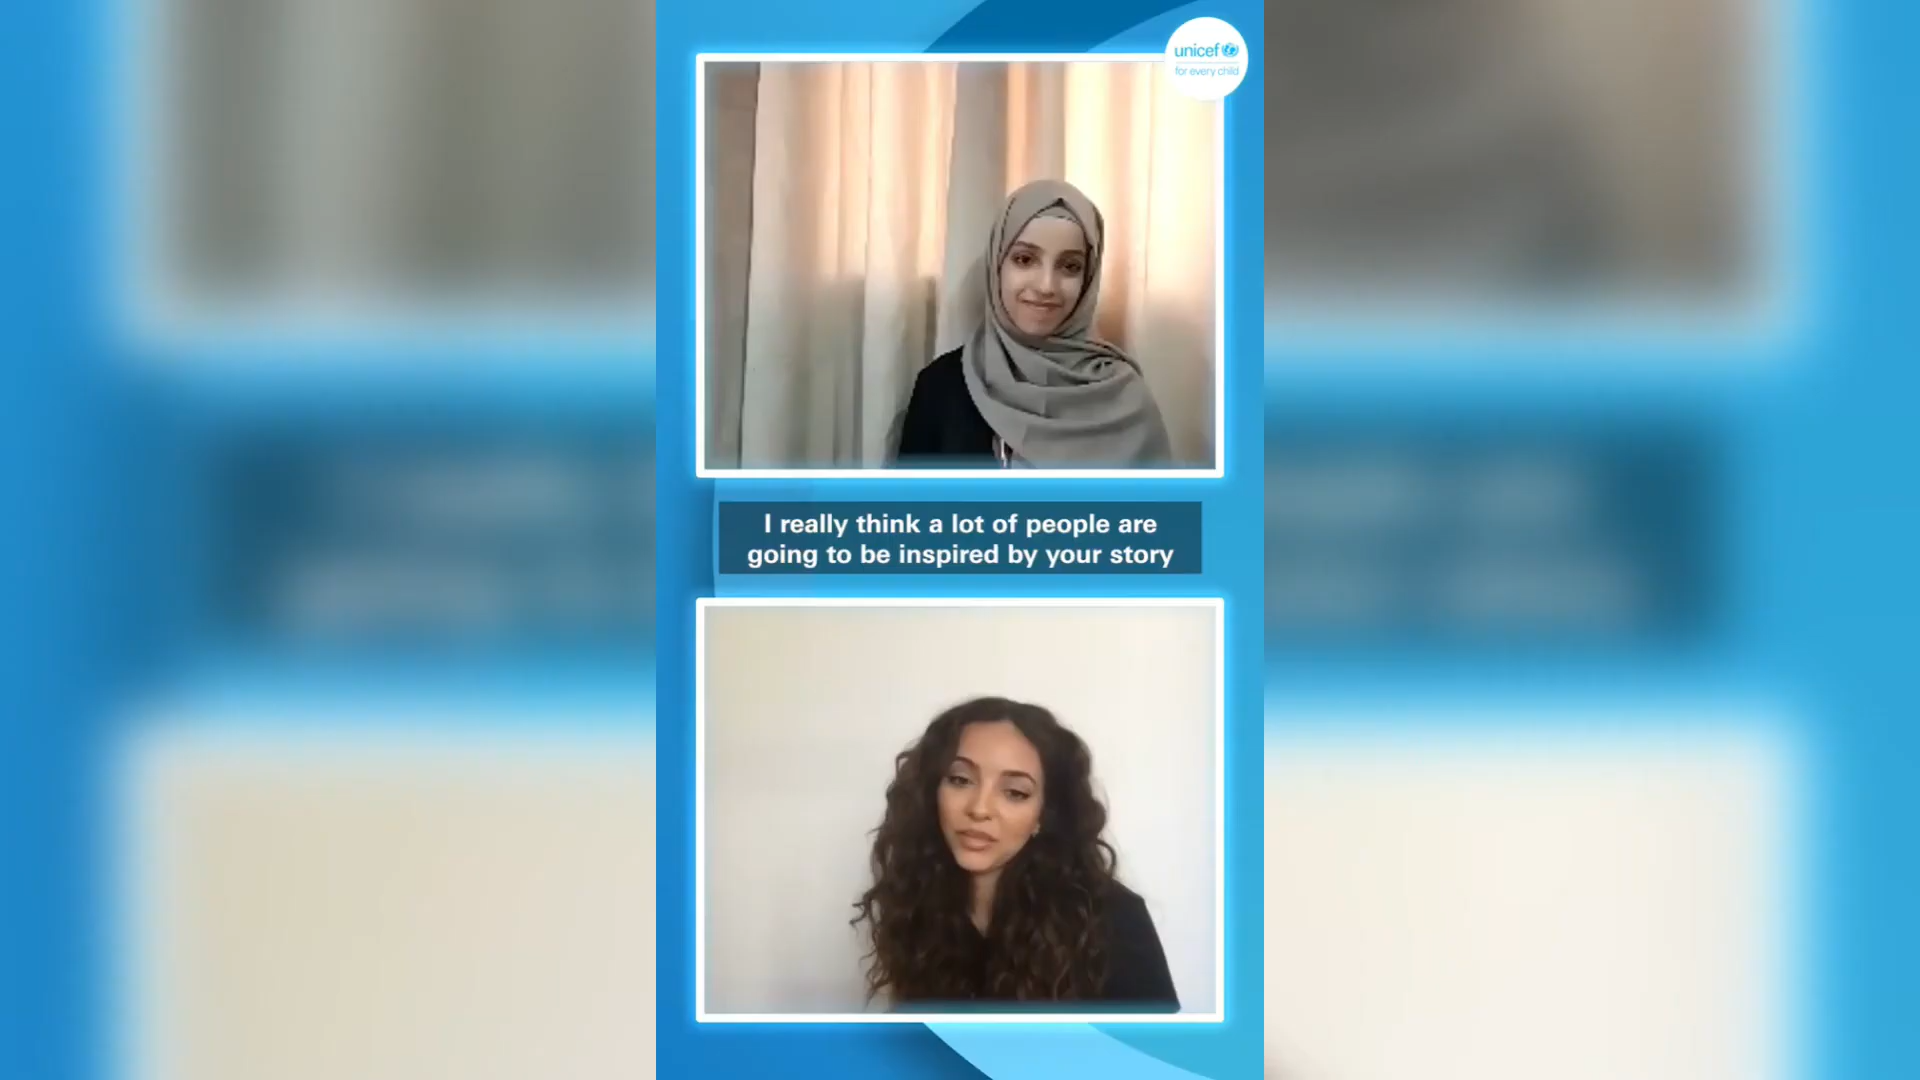 unicef
for every child
I really think a lot of people are
going to be inspired by your story